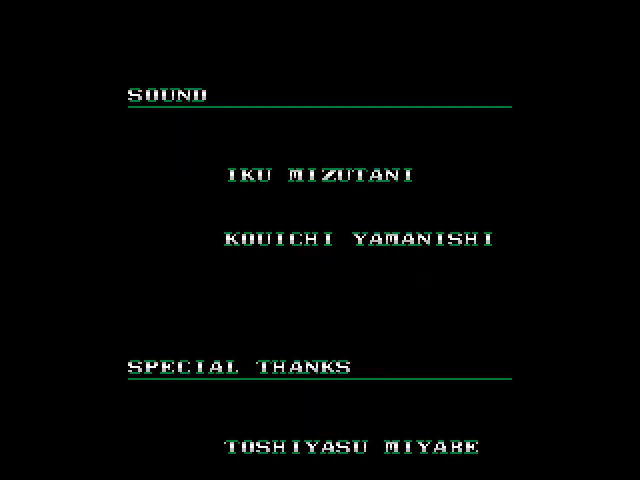 SOUND
IKU MIZUTANI
KOUICHI YAMANISHI
SPECIAL THANKS
TOSHIYASU MIYABE